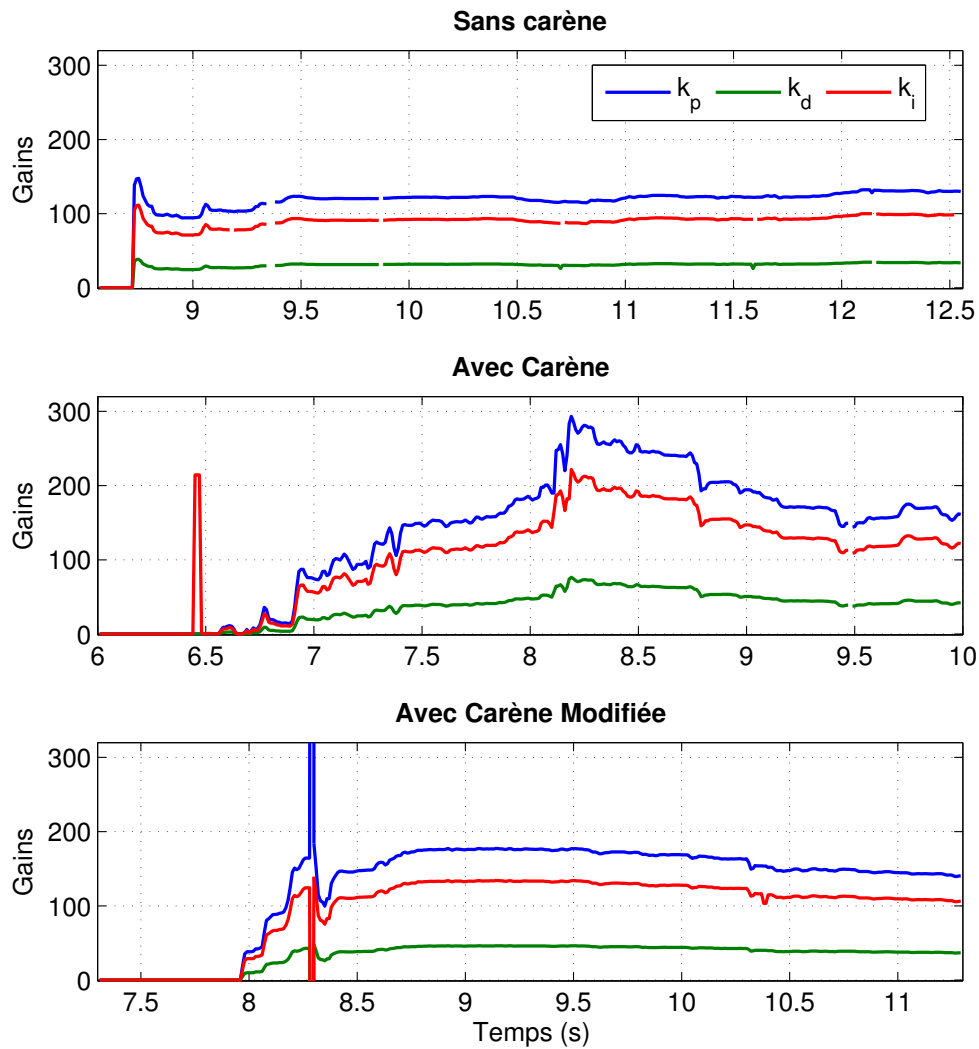 Sans carène
300
200
100
0
Gains
k_p k_d k_i
9 9.5 10 10.5 11 11.5 12 12.5
Avec Carène
300
200
100
0
Gains
6 6.5 7 7.5 8 8.5 9 9.5 10
Avec Carène Modifiée
300
200
100
0
Gains
7.5 8 8.5 9 9.5 10 10.5 11
Temps (s)